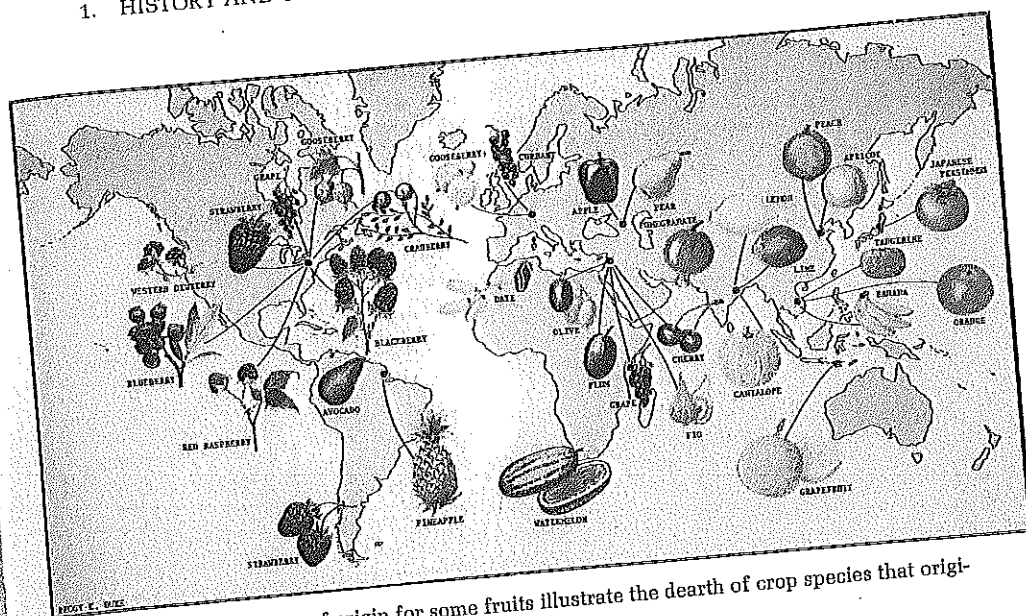 1. HISTORY AND
GOOSEBERRY
GRAPE
STRAWBERRY
CRANBERRY
WESTERN DEWBERRY
BLUEBERRY
BLACKBERRY
RED RASPBERRY
AVOCADO
PINEAPPLE
STRAWBERRY
GOOSEBERRY
CURRANT
APPLE
PEAR
POMEGRANATE
DATE
OLIVE
PLUM
GRAPE
CHERRY
FIG
WATERMELON
PEACH
APRICOT
JAPANESE
PERSIMMON
LEMON
LIME
TANGERINE
BANANA
ORANGE
CANTALOPE
GRAPEFRUIT
origin for some fruits illustrate the dearth of crop species that origi-